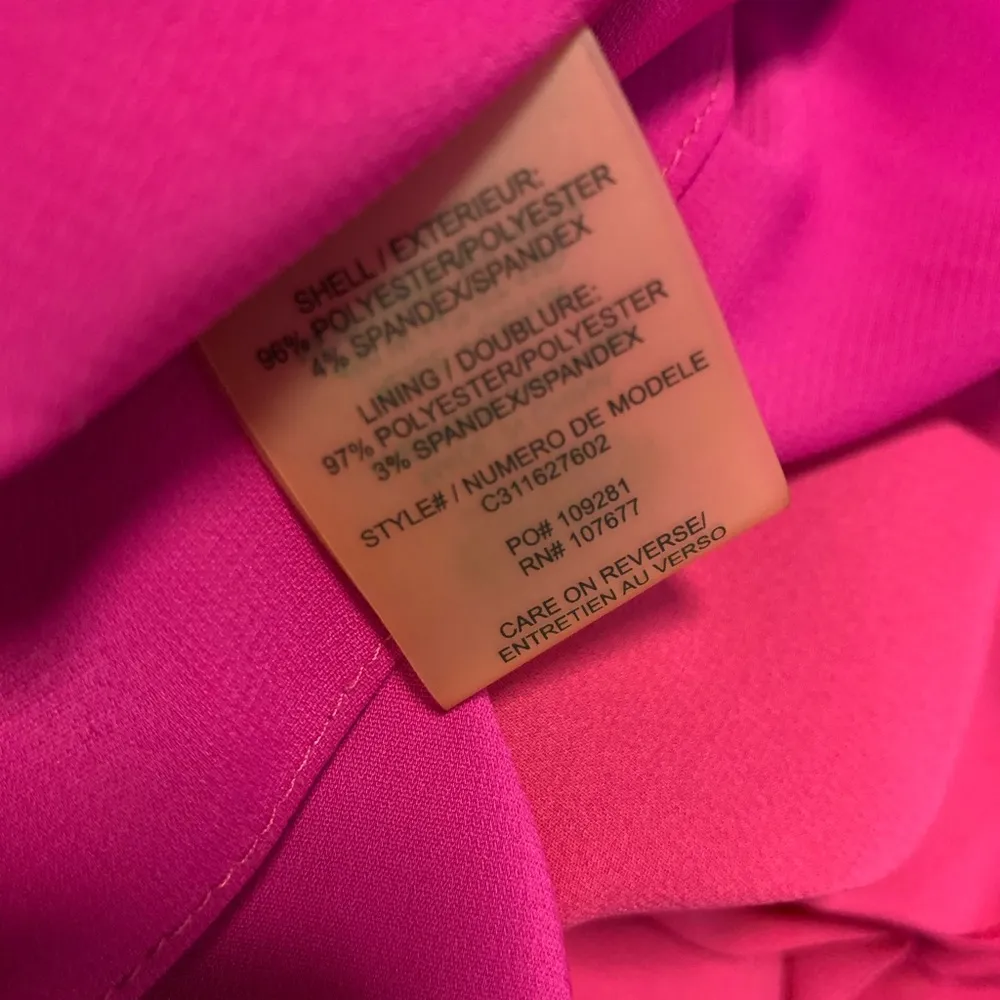 SHELL / EXTERIEUR:
96% POLYESTER/POLYESTER
4% SPANDEX/SPANDEX
LINING / DOUBLURE:
97% POLYESTER/POLYESTER
3% SPANDEX/SPANDEX
STYLE# / NUMERO DE MODELE
C311627602
PO# 109281
RN# 107677
CARE ON REVERSE/
ENTRETIEN AU VERSO